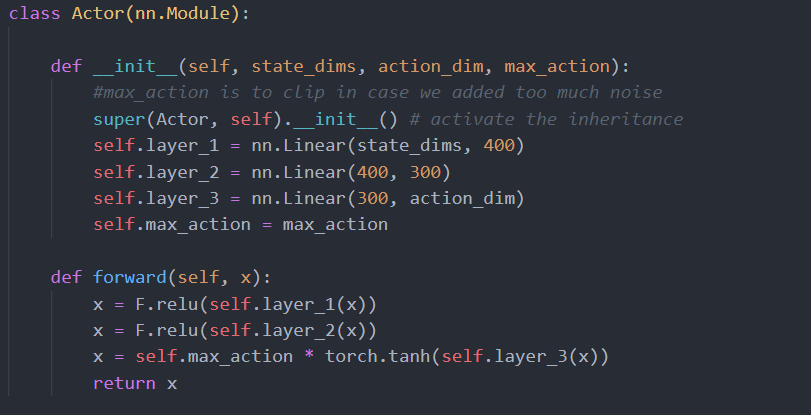 class Actor(nn.Module):
def __init__(self, state_dims, action_dim, max_action):
#max_action is to clip in case we added too much noise
super(Actor, self).__init__() # activate the inheritance
self.layer_1 = nn.Linear(state_dims, 400)
self.layer_2 = nn.Linear(400, 300)
self.layer_3 = nn.Linear(300, action_dim)
self.max_action = max_action
def forward(self, x):
x = F.relu(self.layer_1(x))
x = F.relu(self.layer_2(x))
x = self.max_action * torch.tanh(self.layer_3(x))
return x